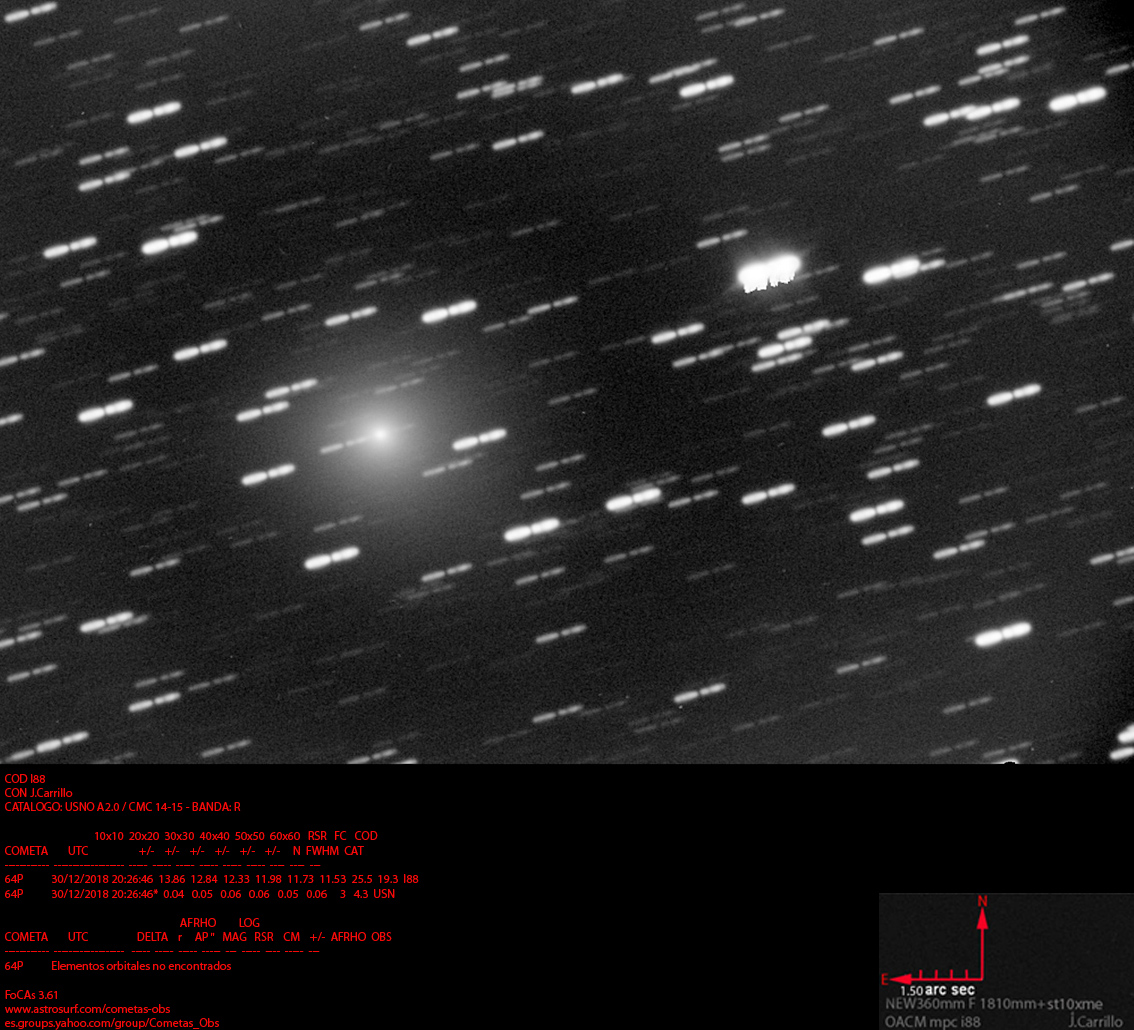 COD I88
CON J.Carrillo
CATALOGO: USNO A2.0 / CMC 14-15 - BANDA: R
10x10 20x20 30x30 40x40 50x50 60x60 RSR FC COD
COMETA UTC +/- +/- +/- +/- +/- +/- N FWHM CAT
---------- ------------------- ----- ----- ----- ----- ----- ----- ---- ---- ---
64P 30/12/2018 20:26:46 13.86 12.84 12.33 11.98 11.73 11.53 25.5 19.3 I88
64P 30/12/2018 20:26:46* 0.04 0.05 0.06 0.06 0.05 0.06 3 4.3 USN
AFRHO LOG
COMETA UTC DELTA r AP " MAG RSR CM +/- AFRHO OBS
---------- ------------------- ----- ----- ----- ----- ---- --- ---- ---- ---
64P Elementos orbitales no encontrados
FoCAs 3.61
www.astrosurf.com/cometas-obs
es.groups.yahoo.com/group/Cometas_Obs
N
E
1.50 arc sec
NEW360mm F 1810mm+st10xme
OACM mpc i88 J.Carrillo